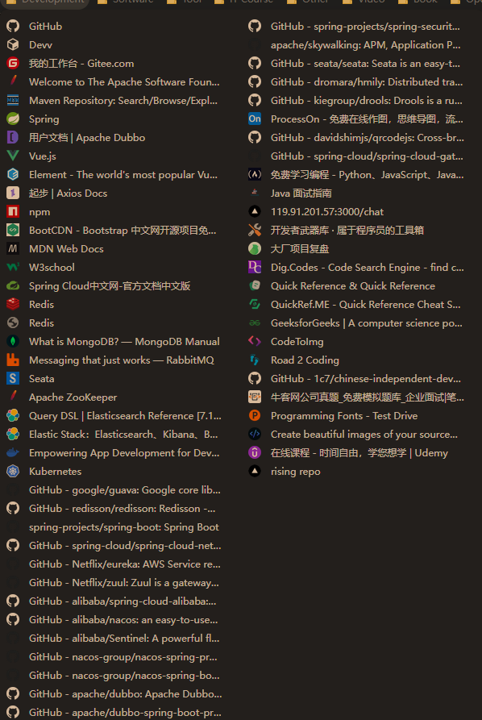 Development Software Tool IT Course Other Video Book
GitHub
Devv
我的工作台 - Gitee.com
Welcome to The Apache Software Foun...
Maven Repository: Search/Browse/Expl...
Spring
用户文档 | Apache Dubbo
Vue.js
Element - The world's most popular Vu...
起步 | Axios Docs
npm
BootCDN - Bootstrap 中文网开源项目免...
MDN Web Docs
W3school
Spring Cloud中文网-官方文档中文版
Redis
Redis
What is MongoDB? — MongoDB Manual
Messaging that just works — RabbitMQ
Seata
Apache ZooKeeper
Query DSL | Elasticsearch Reference [7.1...
Elastic Stack：Elasticsearch、Kibana、B...
Empowering App Development for Dev...
Kubernetes
GitHub - google/guava: Google core lib...
GitHub - redisson/redisson: Redisson -...
spring-projects/spring-boot: Spring Boot
GitHub - spring-cloud/spring-cloud-net...
GitHub - Netflix/eureka: AWS Service re...
GitHub - Netflix/zuul: Zuul is a gateway...
GitHub - alibaba/spring-cloud-alibaba:...
GitHub - alibaba/nacos: an easy-to-use...
GitHub - alibaba/Sentinel: A powerful fl...
GitHub - nacos-group/nacos-spring-pr...
GitHub - nacos-group/nacos-spring-bo...
GitHub - apache/dubbo: Apache Dubbo...
GitHub - apache/dubbo-spring-boot-pr...
GitHub - spring-projects/spring-securit...
apache/skywalking: APM, Application P...
GitHub - seata/seata: Seata is an easy-t...
GitHub - dromara/hmily: Distributed tra...
GitHub - kiegroup/drools: Drools is a ru...
ProcessOn - 免费在线作图，思维导图，流...
GitHub - davidshimjs/qrcodejs: Cross-br...
GitHub - spring-cloud/spring-cloud-gat...
免费学习编程 - Python、JavaScript、Java...
Java 面试指南
119.91.201.57:3000/chat
开发学武器库 · 属于程序员的工具箱
大厂项目复盘
Dig.Codes - Code Search Engine - find c...
Quick Reference & Quick Reference
QuickRef.ME - Quick Reference Cheat S...
GeeksforGeeks | A computer science po...
CodeToImg
Road 2 Coding
GitHub - 1c7/chinese-independent-dev...
牛客网公司真题_免费模拟题库_企业面试|笔...
Programming Fonts - Test Drive
Create beautiful images of your source...
在线课程 - 时间自由，学您想学 | Udemy
rising repo